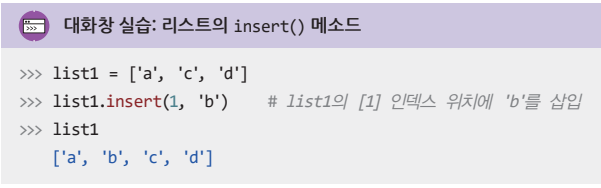 대화창 실습: 리스트의 insert() 메소드
>>> list1 = ['a', 'c', 'd']
>>> list1.insert(1, 'b')    # list1의 [1] 인덱스 위치에 'b'를 삽입
>>> list1
['a', 'b', 'c', 'd']